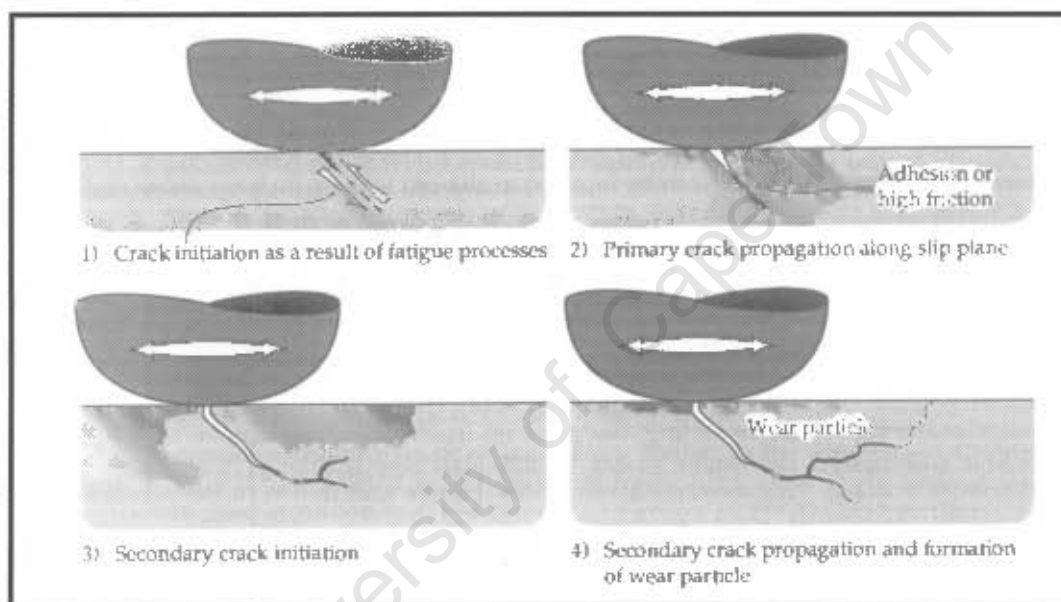 Adhesion or
high friction
1) Crack initiation as a result of fatigue processes
2) Primary crack propagation along slip plane
Wear particle
3) Secondary crack initiation
4) Secondary crack propagation and formation
of wear particle
University of Cape Town